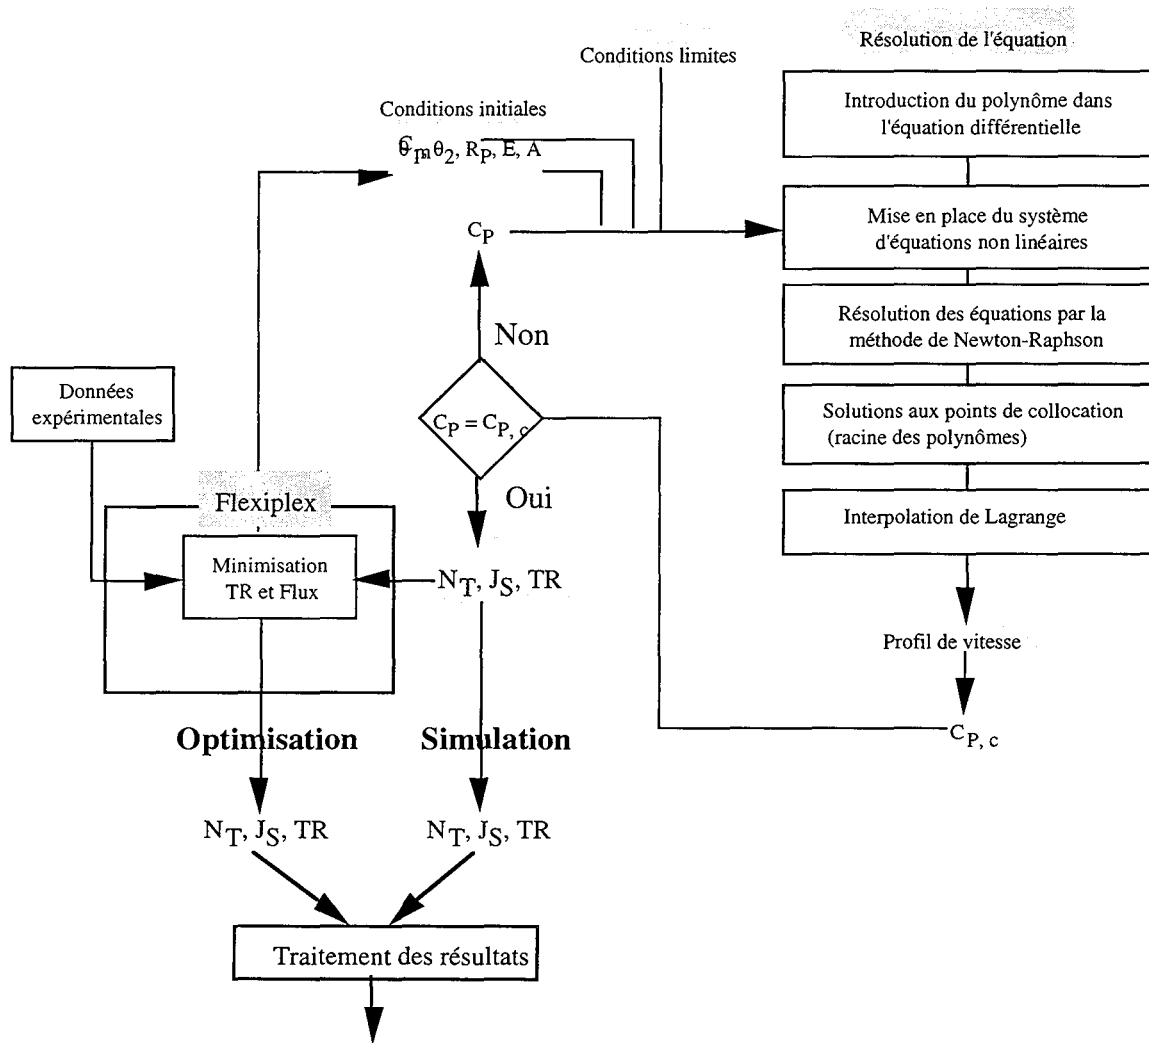 Résolution de l'équation
Conditions limites
Introduction du polynôme dans
l'équation différentielle
Conditions initiales
θ2, RP, E, A
CP
Mise en place du système
d'équations non linéaires
Non
Résolution des équations par la
méthode de Newton-Raphson
Données
expérimentales
CP = CP, c
Solutions aux points de collocation
(racine des polynômes)
Flexiplex
Oui
Interpolation de Lagrange
Minimisation
TR et Flux
NT, JS, TR
Profil de vitesse
CP, c
Optimisation
Simulation
NT, JS, TR
NT, JS, TR
Traitement des résultats